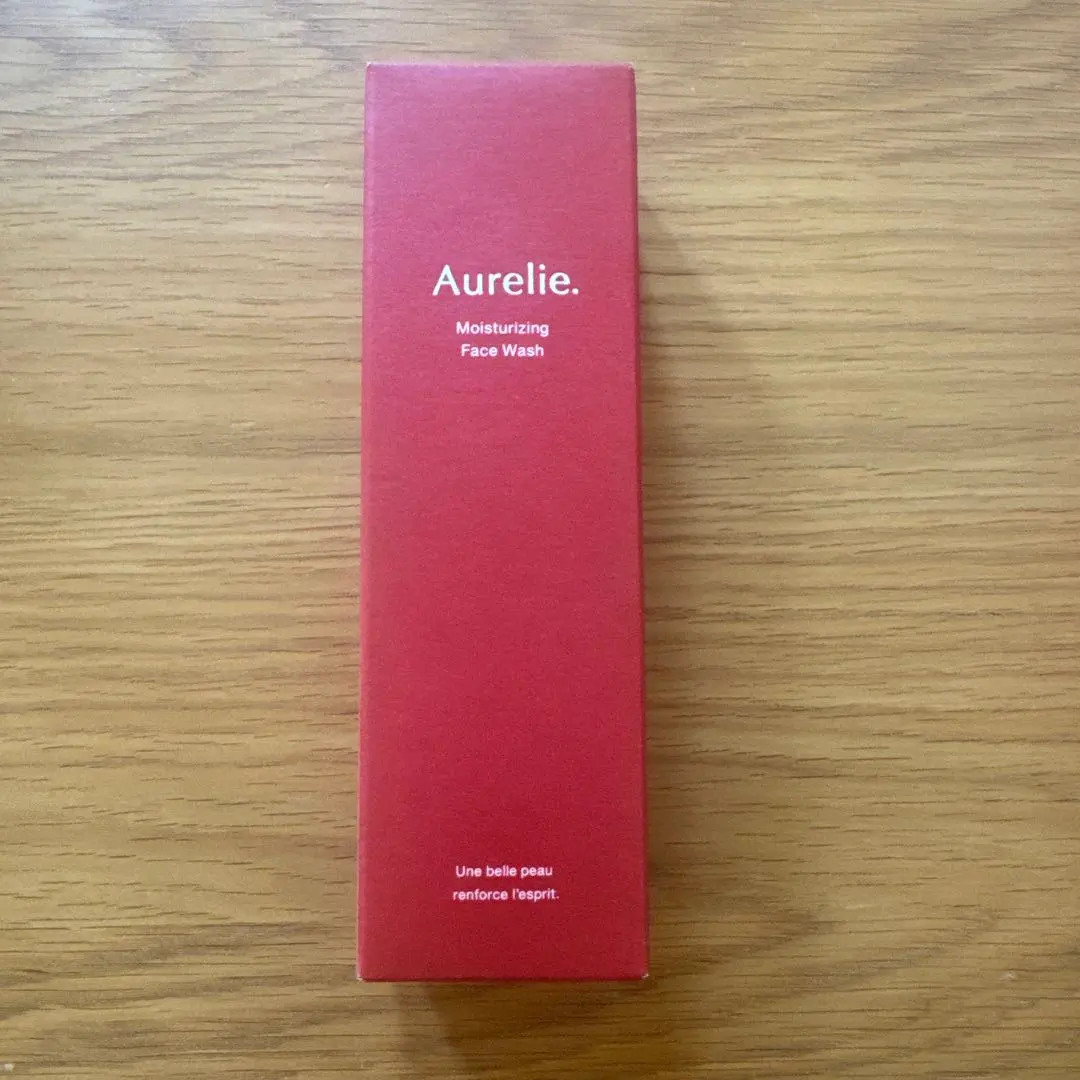 Aurelie.
Moisturizing
Face Wash
Une belle peau
renforce l'esprit.